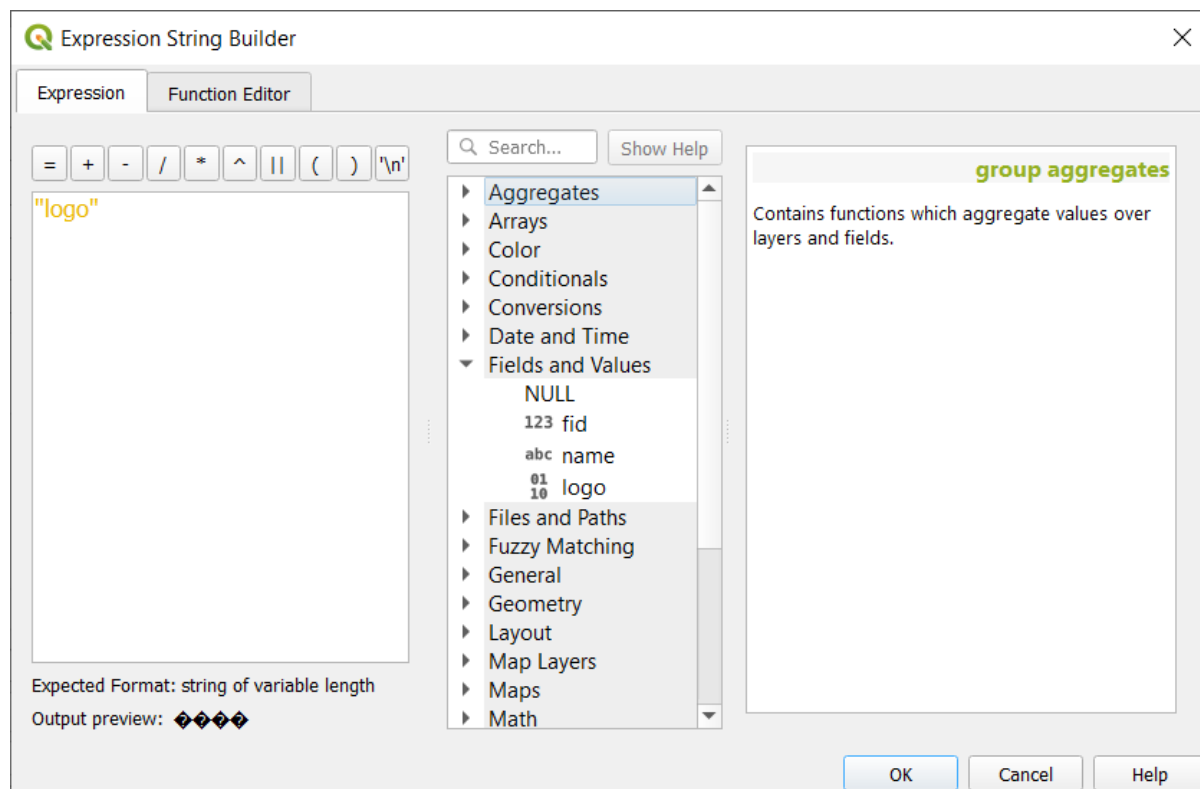 Expression String Builder
Expression
Function Editor
= + - / * ^ || ( ) '\n'
"logo"
Expected Format: string of variable length
Output preview: ����
Search...
Show Help
Aggregates
Arrays
Color
Conditionals
Conversions
Date and Time
Fields and Values
NULL
123 fid
abc name
01
10 logo
Files and Paths
Fuzzy Matching
General
Geometry
Layout
Map Layers
Maps
Math
group aggregates
Contains functions which aggregate values over
layers and fields.
OK
Cancel
Help